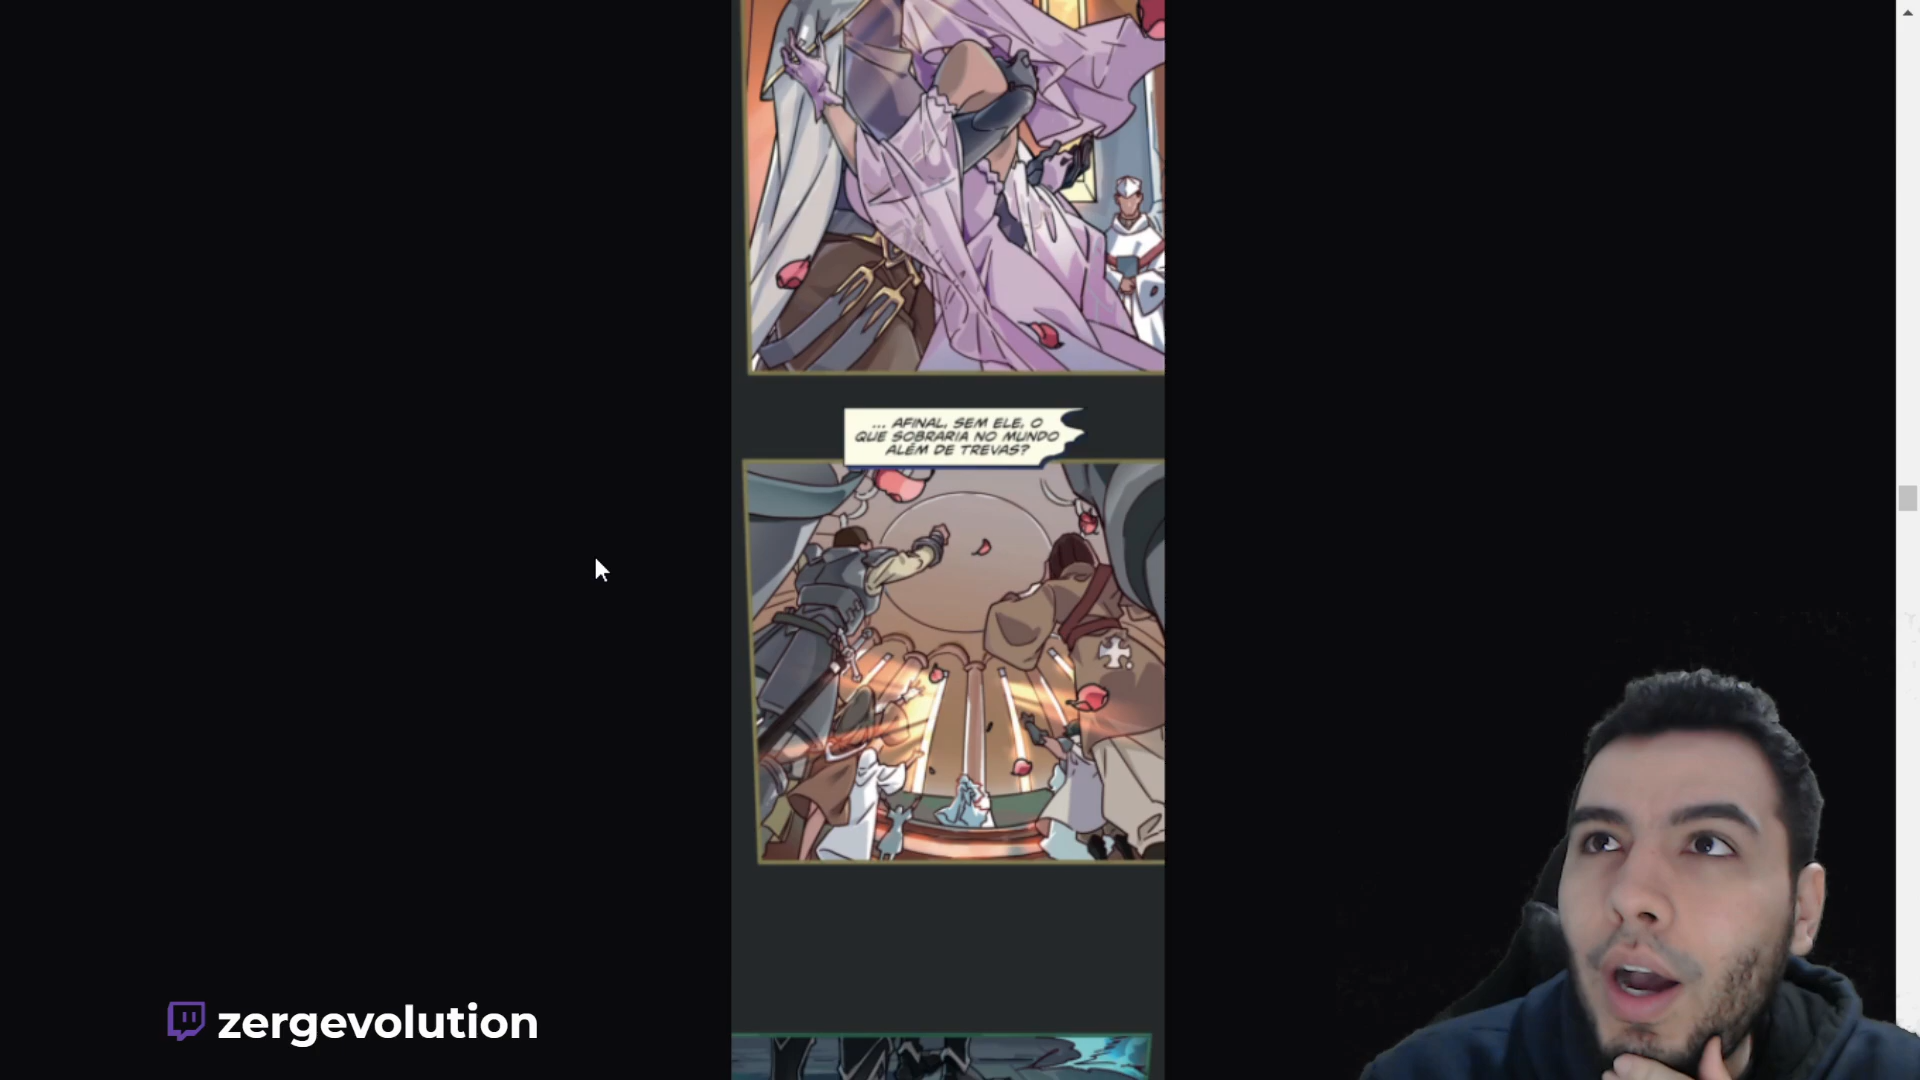 ... AFINAL, SEM ELE, O
QUE SOBRARIA NO MUNDO
ALÉM DE TREVAS?
zergevolution